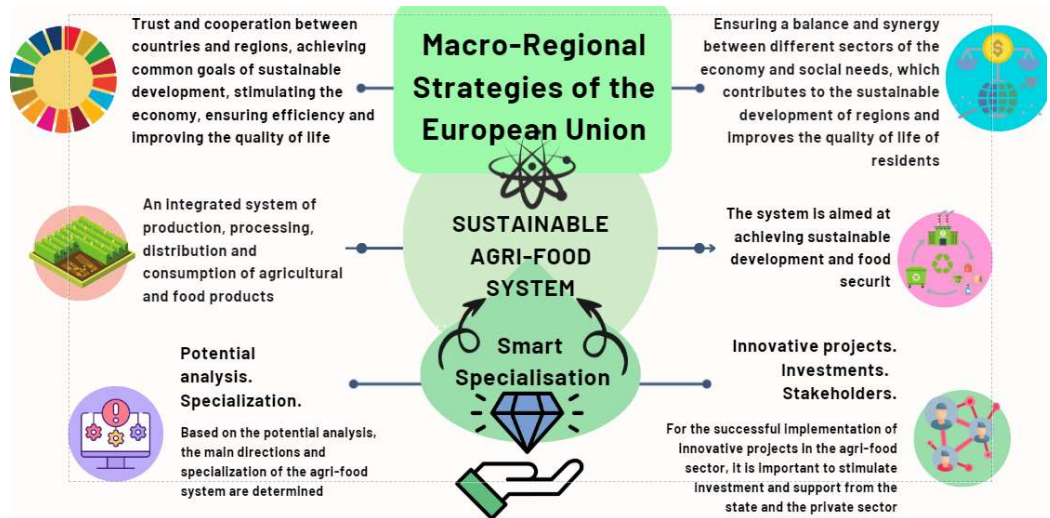 Trust and cooperation between
countries and regions, achieving
common goals of sustainable
development, stimulating the
economy, ensuring efficiency and
improving the quality of life
Macro-Regional
Strategies of the
European Union
Ensuring a balance and synergy
between different sectors of the
economy and social needs, which
contributes to the sustainable
development of regions and
improves the quality of life of
residents
An integrated system of
production, processing,
distribution and
consumption of agricultural
and food products
SUSTAINABLE
AGRI-FOOD
SYSTEM
The system is aimed at
achieving sustainable
development and food
securit
Potential
analysis.
Specialization.
Based on the potential analysis,
the main directions and
specialization of the agri-food
system are determined
Smart
Specialisation
Innovative projects.
Investments.
Stakeholders.
For the successful implementation of
innovative projects in the agri-food
sector, it is important to stimulate
investment and support from the
state and the private sector